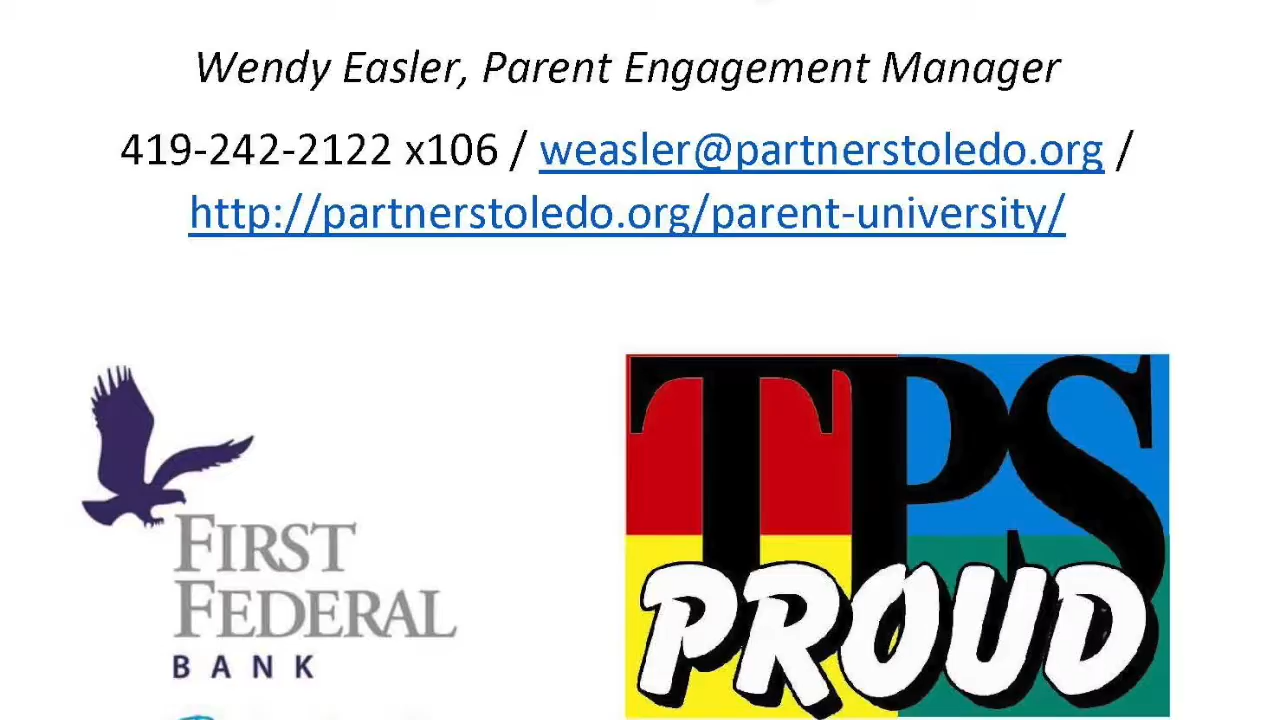 Wendy Easler, Parent Engagement Manager
419-242-2122 x106 / weasler@partnerstoledo.org /
http://partnerstoledo.org/parent-university/
FIRST
FEDERAL
BANK
TPS
PROUD